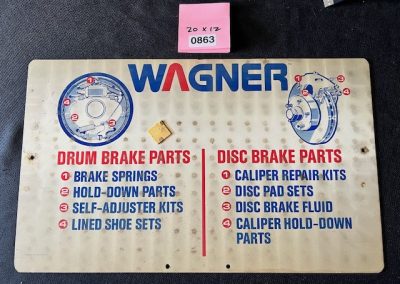 20 x 12
0863
WAGNER
DRUM BRAKE PARTS
1 BRAKE SPRINGS
2 HOLD-DOWN PARTS
3 SELF-ADJUSTER KITS
4 LINED SHOE SETS
DISC BRAKE PARTS
1 CALIPER REPAIR KITS
2 DISC PAD SETS
3 DISC BRAKE FLUID
4 CALIPER HOLD-DOWN
PARTS